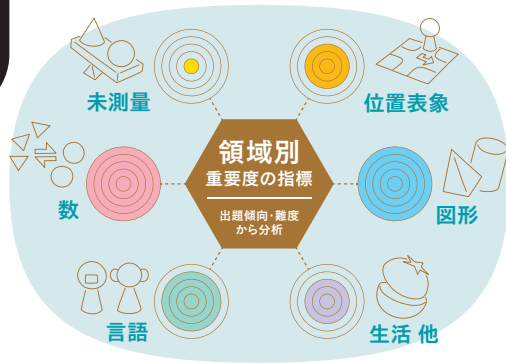 未測量
位置表象
領域別
重要度の指標
出題傾向・難度
から分析
数
図形
言語
生活 他